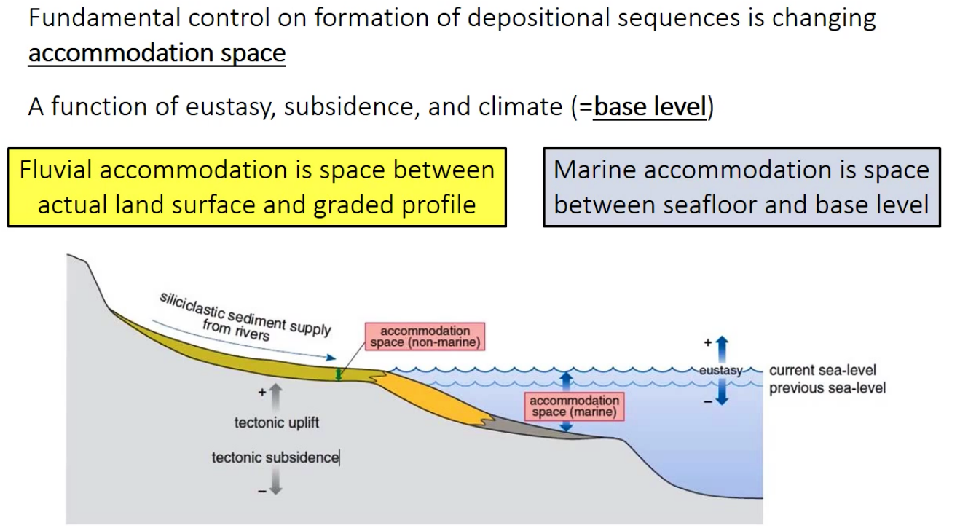 Fundamental control on formation of depositional sequences is changing
accommodation space
A function of eustasy, subsidence, and climate (=base level)
Fluvial accommodation is space between
actual land surface and graded profile
Marine accommodation is space
between seafloor and base level
siliciclastic sediment supply
from rivers
accommodation
space (non-marine)
+
eustasy
–
current sea-level
previous sea-level
accommodation
space (marine)
+
tectonic uplift
tectonic subsidence
–